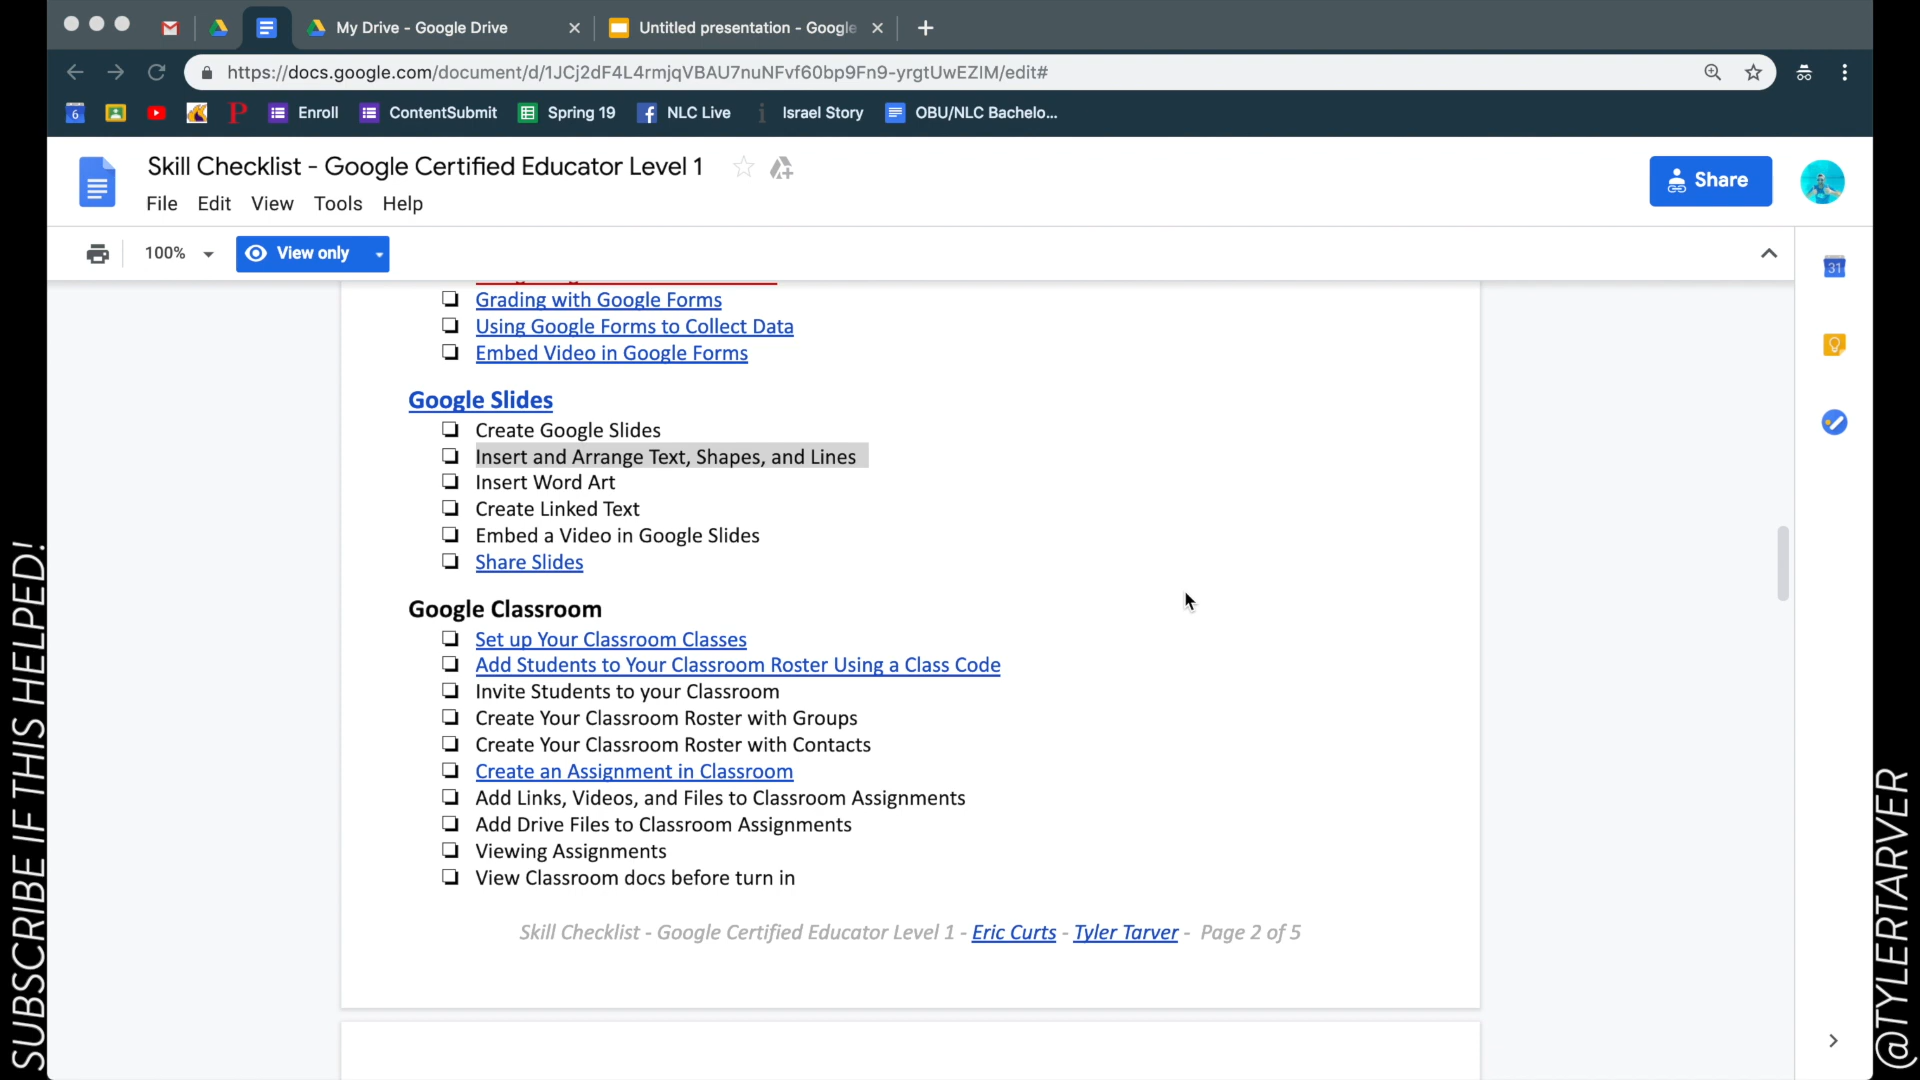 My Drive - Google Drive
Untitled presentation - Google
https://docs.google.com/document/d/1JCj2dF4L4rmjqVBAU7nuNFvf60bp9Fn9-yrgtUwEZIM/edit#
6
Enroll
ContentSubmit
Spring 19
NLC Live
Israel Story
OBU/NLC Bachelo...
Skill Checklist - Google Certified Educator Level 1
Share
File Edit View Tools Help
100%
View only
31
Grading with Google Forms
Using Google Forms to Collect Data
Embed Video in Google Forms
Google Slides
Create Google Slides
Insert and Arrange Text, Shapes, and Lines
Insert Word Art
Create Linked Text
Embed a Video in Google Slides
Share Slides
Google Classroom
Set up Your Classroom Classes
Add Students to Your Classroom Roster Using a Class Code
Invite Students to your Classroom
Create Your Classroom Roster with Groups
Create Your Classroom Roster with Contacts
Create an Assignment in Classroom
Add Links, Videos, and Files to Classroom Assignments
Add Drive Files to Classroom Assignments
Viewing Assignments
View Classroom docs before turn in
Skill Checklist - Google Certified Educator Level 1 - Eric Curts - Tyler Tarver - Page 2 of 5
SUBSCRIBE IF THIS HELPED!
@TYLERTARVER